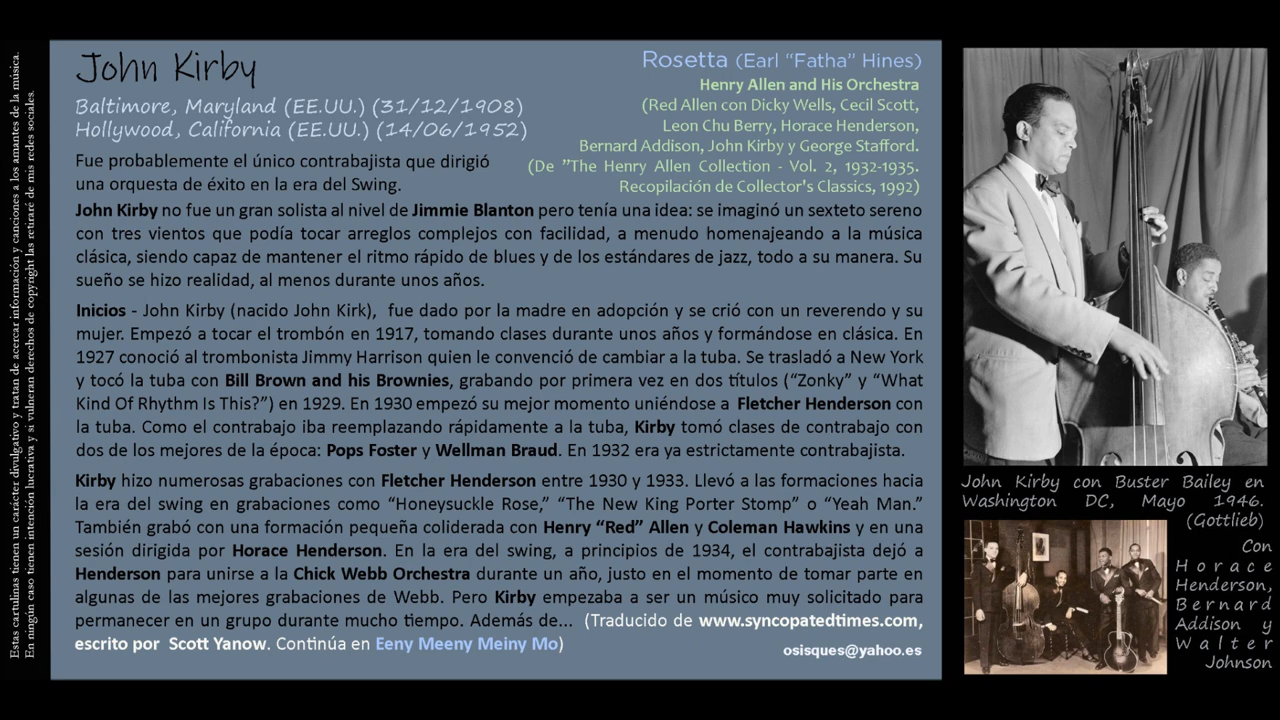 Estas cartulinas tienen un carácter divulgativo y tratan de acercar información y canciones a los amantes de la música.
En ningún caso tienen intención lucrativa y si vulneran derechos de copyright las retirare de mis redes sociales.
John Kirby
Baltimore, Maryland (EE.UU.) (31/12/1908)
Hollywood, California (EE.UU.) (14/06/1952)
Fue probablemente el único contrabajista que dirigió
una orquesta de éxito en la era del Swing.
Rosetta (Earl “Fatha” Hines)
Henry Allen and His Orchestra
(Red Allen con Dicky Wells, Cecil Scott,
Leon Chu Berry, Horace Henderson,
Bernard Addison, John Kirby y George Stafford.
(De ”The Henry Allen Collection - Vol. 2, 1932-1935.
Recopilación de Collector's Classics, 1992)
John Kirby no fue un gran solista al nivel de Jimmie Blanton pero tenía una idea: se imaginó un sexteto sereno
con tres vientos que podía tocar arreglos complejos con facilidad, a menudo homenajeando a la música
clásica, siendo capaz de mantener el ritmo rápido de blues y de los estándares de jazz, todo a su manera. Su
sueño se hizo realidad, al menos durante unos años.
Inicios - John Kirby (nacido John Kirk), fue dado por la madre en adopción y se crió con un reverendo y su
mujer. Empezó a tocar el trombón en 1917, tomando clases durante unos años y formándose en clásica. En
1927 conoció al trombonista Jimmy Harrison quien le convenció de cambiar a la tuba. Se trasladó a New York
y tocó la tuba con Bill Brown and his Brownies, grabando por primera vez en dos títulos (“Zonky” y “What
Kind Of Rhythm Is This?”) en 1929. En 1930 empezó su mejor momento uniéndose a Fletcher Henderson con
la tuba. Como el contrabajo iba reemplazando rápidamente a la tuba, Kirby tomó clases de contrabajo con
dos de los mejores de la época: Pops Foster y Wellman Braud. En 1932 era ya estrictamente contrabajista.
Kirby hizo numerosas grabaciones con Fletcher Henderson entre 1930 y 1933. Llevó a las formaciones hacia
la era del swing en grabaciones como “Honeysuckle Rose,” “The New King Porter Stomp” o “Yeah Man.”
También grabó con una formación pequeña coliderada con Henry “Red” Allen y Coleman Hawkins y en una
sesión dirigida por Horace Henderson. En la era del swing, a principios de 1934, el contrabajista dejó a
Henderson para unirse a la Chick Webb Orchestra durante un año, justo en el momento de tomar parte en
algunas de las mejores grabaciones de Webb. Pero Kirby empezaba a ser un músico muy solicitado para
permanecer en un grupo durante mucho tiempo. Además de... (Traducido de www.syncopatedtimes.com,
escrito por Scott Yanow. Continúa en Eeny Meeny Meiny Mo)
osisques@yahoo.es
John Kirby con Buster Bailey en
Washington DC, Mayo 1946.
(Gottlieb)
Con
Horace
Henderson,
Bernard
Addison y
Walter
Johnson